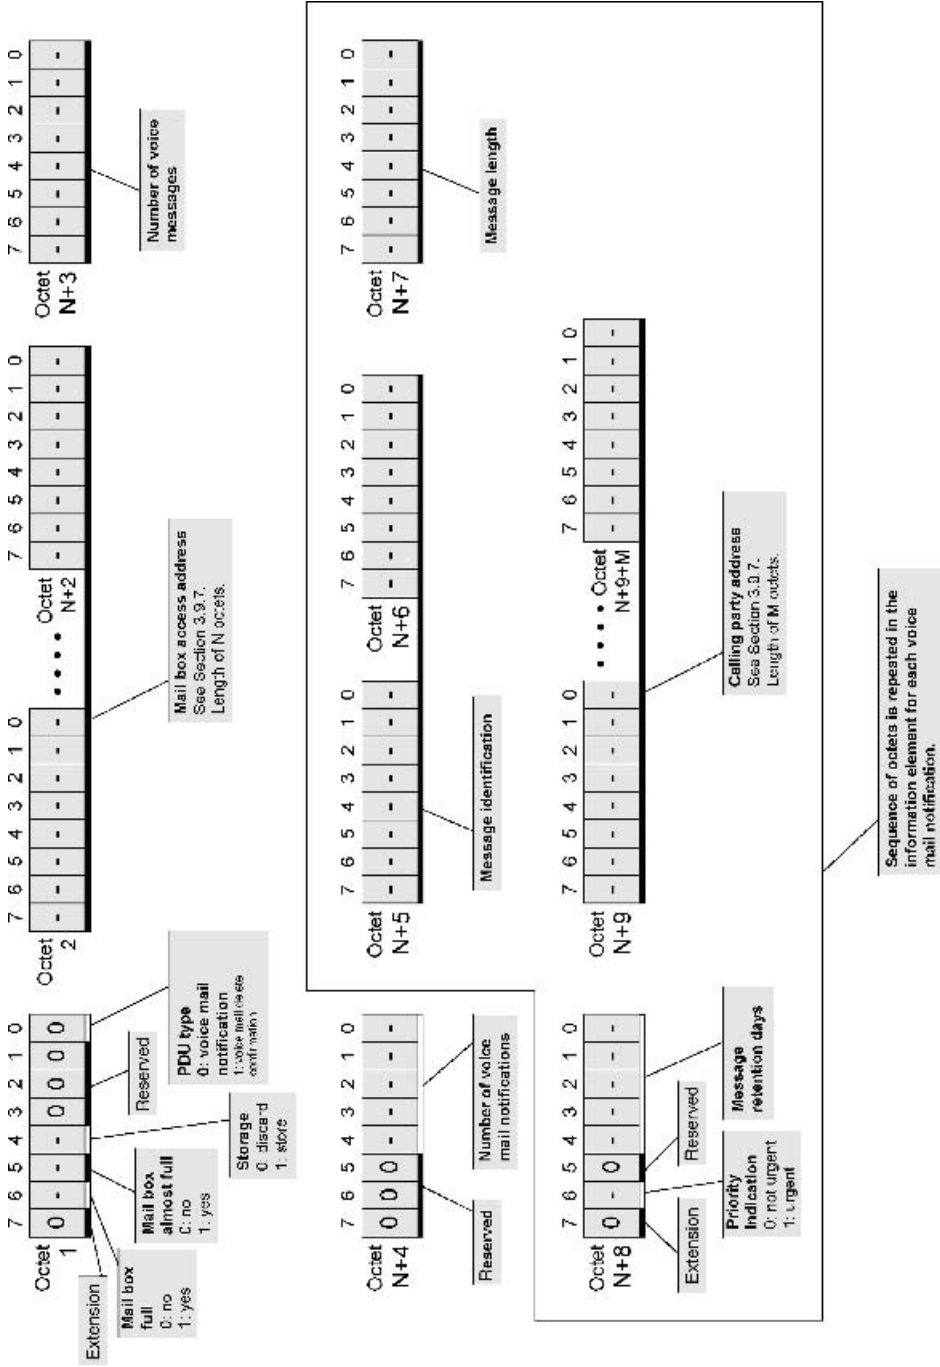 7 6 5 4 3 2 1 0
Octet 1
0 - - - 0 0 0 0
Extension
Mail box
full
0: no
1: yes
Mail box
almost full
0: no
1: yes
Storage
0: discard
1: store
Reserved
PDU type
0: voice mail
notification
1: voice mail delete
confirmation
7 6 5 4 3 2 1 0
Octet 2
- - - - - - - -
• • • •
7 6 5 4 3 2 1 0
Octet N+2
- - - - - - - -
Mail box access address
See Section 3.9.7.
Length of N octets.
7 6 5 4 3 2 1 0
Octet N+3
- - - - - - - -
Number of voice
messages
7 6 5 4 3 2 1 0
Octet N+4
0 0 0 - - - - -
Reserved
Number of voice
mail notifications
7 6 5 4 3 2 1 0
Octet N+5
- - - - - - - -
7 6 5 4 3 2 1 0
Octet N+6
- - - - - - - -
Message identification
7 6 5 4 3 2 1 0
Octet N+7
- - - - - - - -
Message length
7 6 5 4 3 2 1 0
Octet N+8
0 - 0 - - - - -
Extension
Priority
Indication
0: not urgent
1: urgent
Reserved
Message
retention days
7 6 5 4 3 2 1 0
Octet N+9
- - - - - - - -
• • • •
7 6 5 4 3 2 1 0
Octet N+9+M
- - - - - - - -
Calling party address
See Section 3.9.7.
Length of M octets.
Sequence of octets is repeated in the
information element for each voice
mail notification.